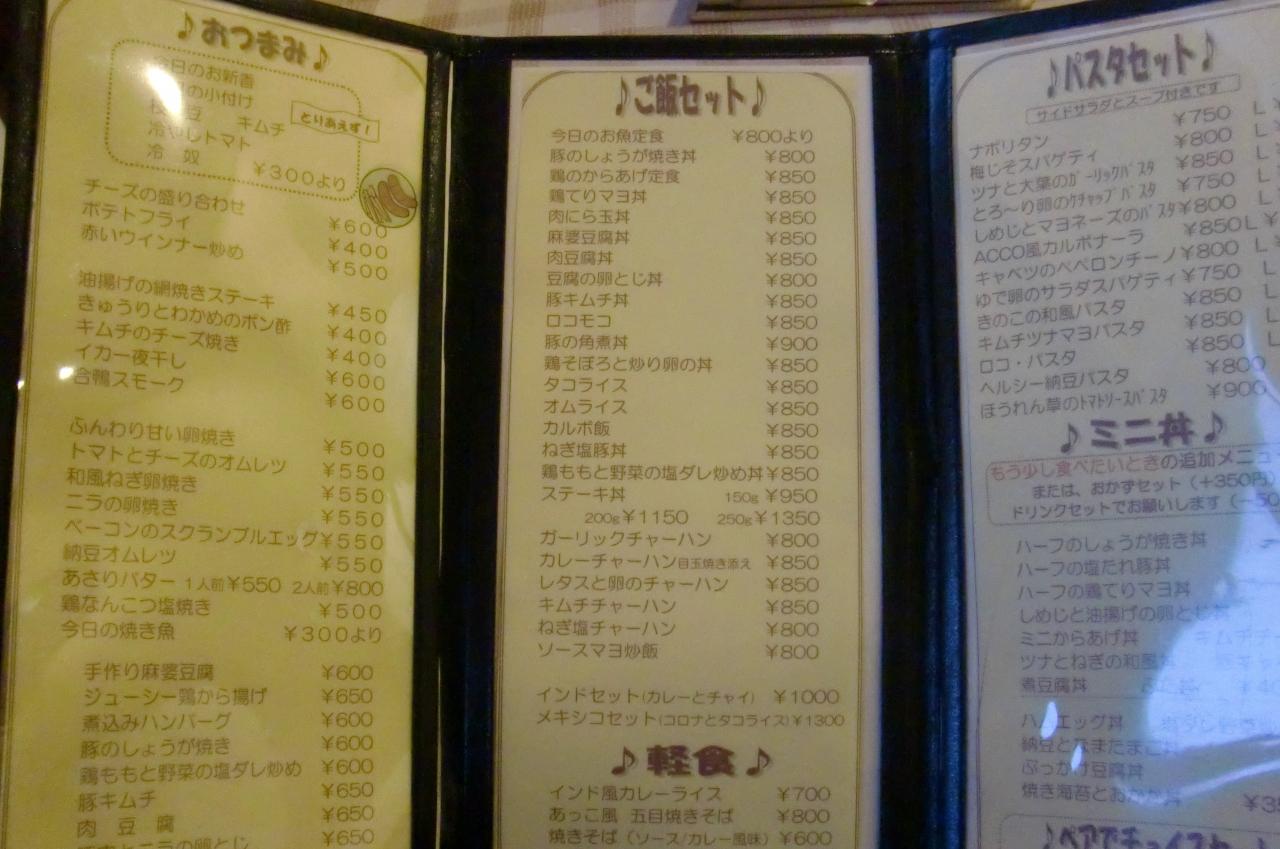 ♪おつまみ♪
今日のお新香
の小付け
豆 キムチ
冷やしトマト
冷 奴
とりあえず!
¥300より
チーズの盛り合わせ ¥600
ポテトフライ ¥400
赤いウインナー炒め ¥500
油揚げの網焼きステーキ ¥450
きゅうりとわかめのポン酢 ¥400
キムチのチーズ焼き ¥400
イカ一夜干し ¥600
合鴨スモーク ¥600
ふんわり甘い卵焼き ¥500
トマトとチーズのオムレツ ¥550
和風ねぎ卵焼き ¥550
ニラの卵焼き ¥550
ベーコンのスクランブルエッグ¥550
納豆オムレツ ¥550
あさりバター 1人前¥550 2人前¥800
鶏なんこつ塩焼き ¥500
今日の焼き魚 ¥300より
手作り麻婆豆腐 ¥600
ジューシー鶏から揚げ ¥650
煮込みハンバーグ ¥600
豚のしょうが焼き ¥600
鶏ももと野菜の塩ダレ炒め ¥600
豚キムチ ¥650
肉 豆 腐 ¥650
ニラの卵とじ ¥650
♪ご飯セット♪
今日のお魚定食 ¥800より
豚のしょうが焼き丼 ¥800
鶏のからあげ定食 ¥850
鶏てりマヨ丼 ¥850
肉にら玉丼 ¥850
麻婆豆腐丼 ¥850
肉豆腐丼 ¥850
豆腐の卵とじ丼 ¥800
豚キムチ丼 ¥850
ロコモコ ¥850
豚の角煮丼 ¥900
鶏そぼろと炒り卵の丼 ¥850
タコライス ¥850
オムライス ¥850
カルボ飯 ¥850
ねぎ塩豚丼 ¥850
鶏ももと野菜の塩ダレ炒め丼¥850
ステーキ丼 150g ¥950
200g¥1150 250g¥1350
ガーリックチャーハン ¥800
カレーチャーハン目玉焼き添え ¥850
レタスと卵のチャーハン ¥850
キムチチャーハン ¥850
ねぎ塩チャーハン ¥800
ソースマヨ炒飯 ¥800
インドセット(カレーとチャイ) ¥1000
メキシコセット(コロナとタコライス)¥1300
♪軽食♪
インド風カレーライス ¥700
あっこ風 五目焼きそば ¥800
焼きそば(ソース/カレー風味) ¥600
♪パスタセット♪
サイドサラダとスープ付きです
ナポリタン ¥750 L
梅じそスパゲティ ¥800 L
ツナと大葉のガーリックパスタ ¥850 L
とろ～り卵のケチャップパスタ ¥750 L
しめじとマヨネーズのパスタ¥800 L
ACCO風カルボナーラ ¥850L
キャベツのペペロンチーノ¥800 L
ゆで卵のサラダスパゲティ¥750 L
きのこの和風パスタ ¥850 L
キムチツナマヨパスタ ¥850 L
ロコ・パスタ ¥850 L
ヘルシー納豆パスタ ¥800
ほうれん草のトマトソースパスタ ¥900
♪ミニ丼♪
もう少し食べたいときの追加メニュ
または、おかずセット(+350円)
ドリンクセットでお願いします(－50
ハーフのしょうが焼き丼
ハーフの塩だれ豚丼
ハーフの鶏てりマヨ丼
しめじと油揚げの卵とじ丼
ミニからあげ丼
ツナとねぎの和風丼
煮豆腐丼
ハムエッグ丼
納豆となまたまご丼
ぶっかけ豆腐丼
焼き海苔とおかか丼 ¥3
♪ペアでチョイスセット